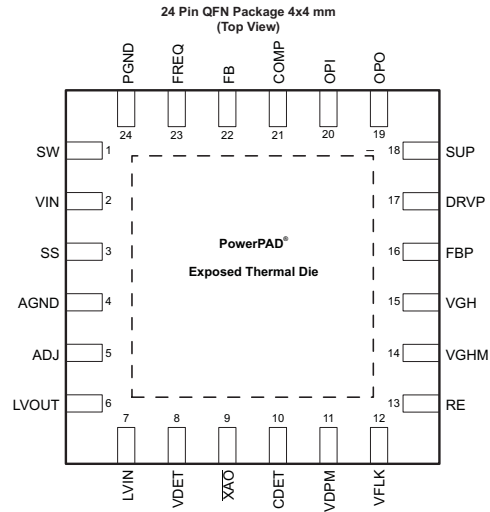 24 Pin QFN Package 4x4 mm
(Top View)
PGND
FREQ
FB
COMP
OPI
OPO
24
23
22
21
20
19
SW 1
18 SUP
VIN 2
17 DRVP
SS 3
16 FBP
AGND 4
15 VGH
ADJ 5
14 VGHM
LVOUT 6
13 RE
PowerPAD®
Exposed Thermal Die
7
8
9
10
11
12
LVIN
VDET
X̅A̅O̅
CDET
VDPM
VFLK